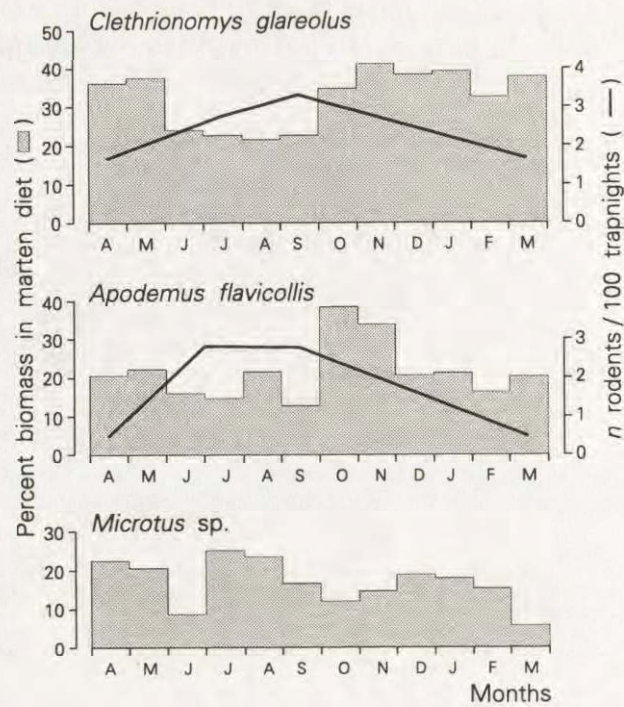 Clethrionomys glareolus
50
40
30
20
10
0
4
3
2
1
0
A M J J A S O N D J F M
Apodemus flavicollis
40
30
20
10
0
3
2
1
0
A M J J A S O N D J F M
Microtus sp.
30
20
10
0
A M J J A S O N D J F M
Months
Percent biomass in marten diet ( )
n rodents / 100 trapnights ( — )